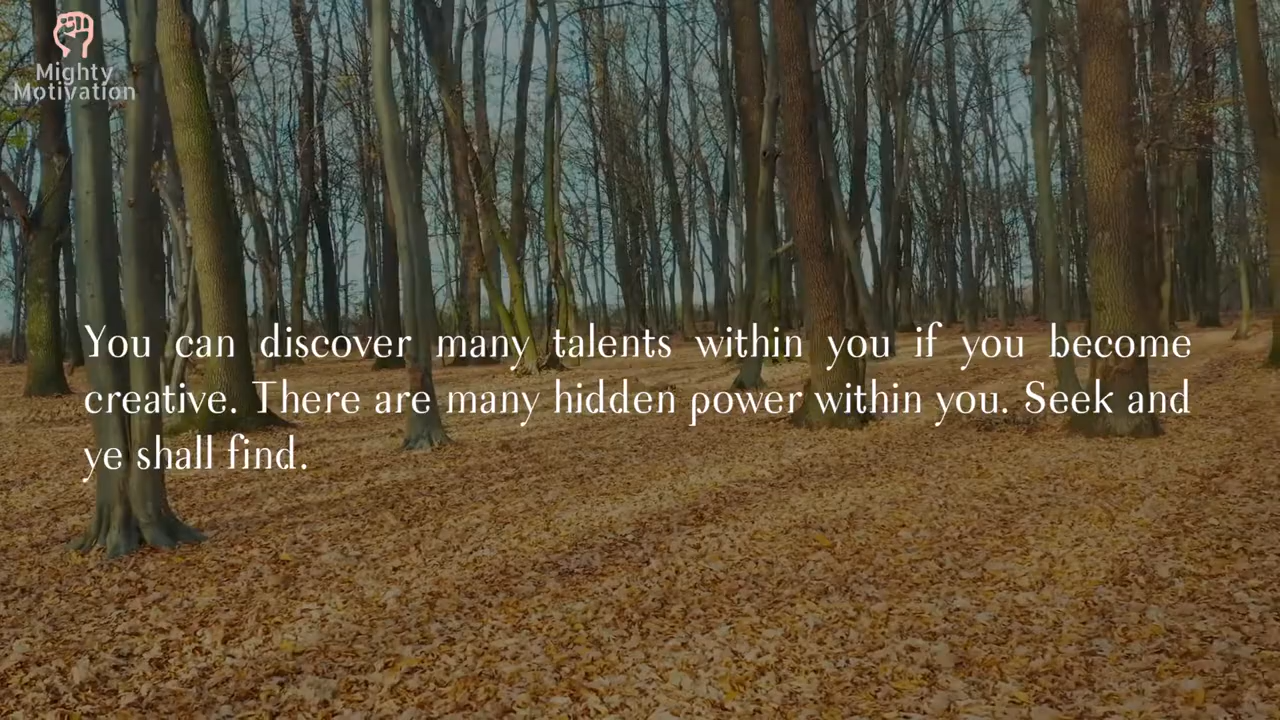 Mighty
Motivation
You can discover many talents within you if you become
creative. There are many hidden power within you. Seek and
ye shall find.